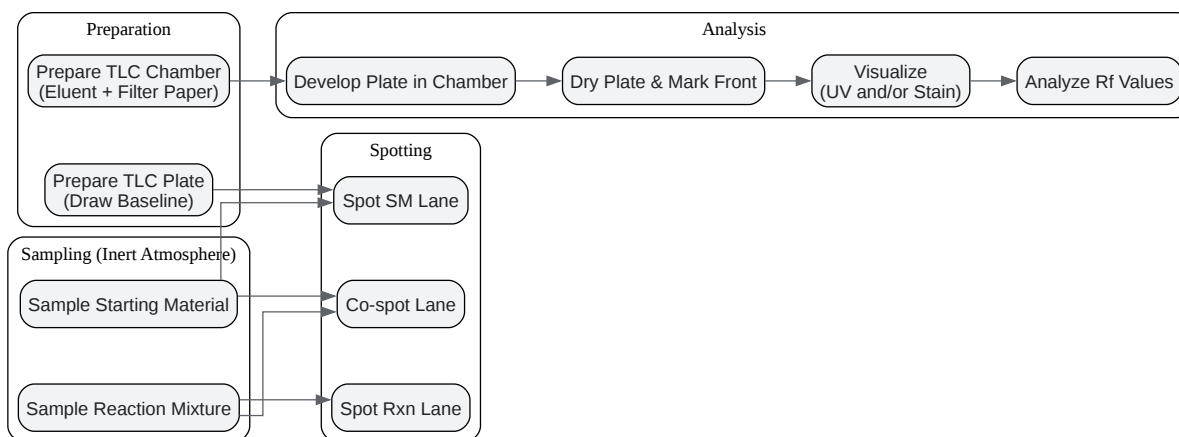 Preparation
Prepare TLC Chamber
(Eluent + Filter Paper)
Prepare TLC Plate
(Draw Baseline)
Analysis
Develop Plate in Chamber
Dry Plate & Mark Front
Visualize
(UV and/or Stain)
Analyze Rf Values
Sampling (Inert Atmosphere)
Sample Starting Material
Sample Reaction Mixture
Spotting
Spot SM Lane
Co-spot Lane
Spot Rxn Lane